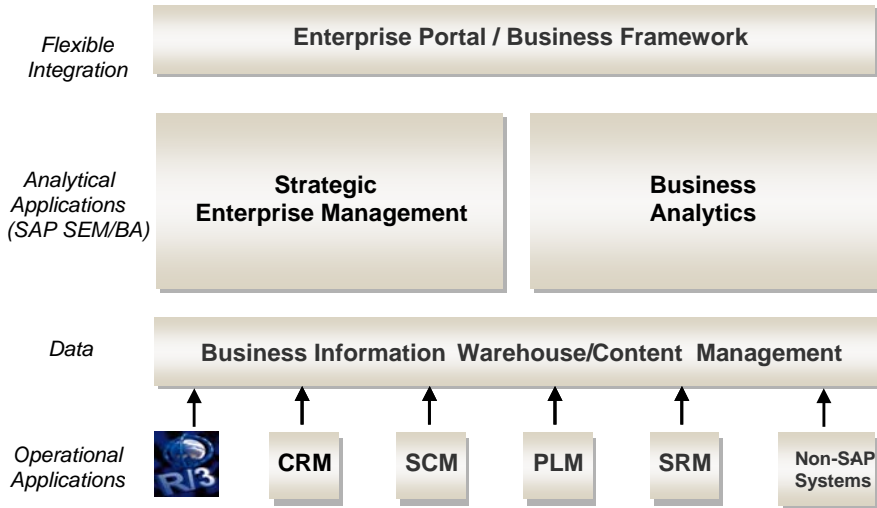 Flexible
Integration
Enterprise Portal / Business Framework
Analytical
Applications
(SAP SEM/BA)
Strategic
Enterprise Management
Business
Analytics
Data
Business Information Warehouse/Content Management
Operational
Applications
R/3
CRM
SCM
PLM
SRM
Non-SAP
Systems